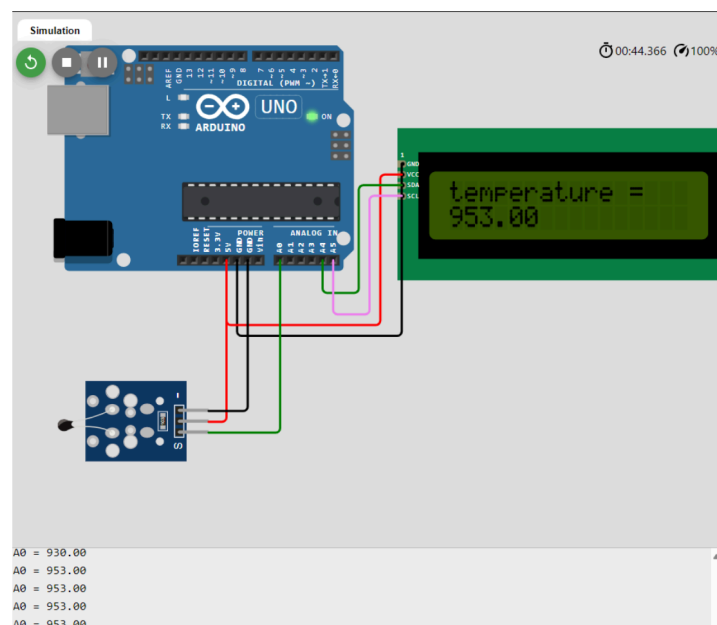 Simulation
00:44.366 100%
AREF
GND
13
12
~11
~10
~9
8
7
~6
~5
4
~3
2
TX→1
RX←0
DIGITAL (PWM ~)
L
TX
RX
UNO
ON
ARDUINO
1
GND
VCC
SDA
SCL
temperature =
953.00
POWER
ANALOG IN
IOREF
RESET
3.3V
5V
GND
GND
Vin
A0
A1
A2
A3
A4
A5
S
A0 = 930.00
A0 = 953.00
A0 = 953.00
A0 = 953.00
A0 = 953.00